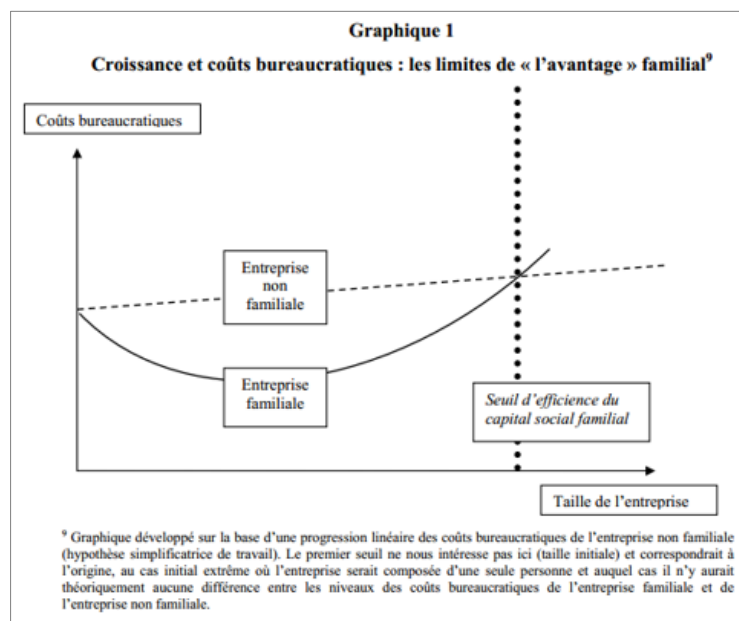 Graphique 1
Croissance et coûts bureaucratiques : les limites de « l'avantage » familial⁹
Coûts bureaucratiques
Entreprise
non
familiale
Entreprise
familiale
Seuil d'efficience du
capital social familial
Taille de l'entreprise
⁹ Graphique développé sur la base d'une progression linéaire des coûts bureaucratiques de l'entreprise non familiale
(hypothèse simplificatrice de travail). Le premier seuil ne nous intéresse pas ici (taille initiale) et correspondrait à
l'origine, au cas initial extrême où l'entreprise serait composée d'une seule personne et auquel cas il n'y aurait
théoriquement aucune différence entre les niveaux des coûts bureaucratiques de l'entreprise familiale et de
l'entreprise non familiale.